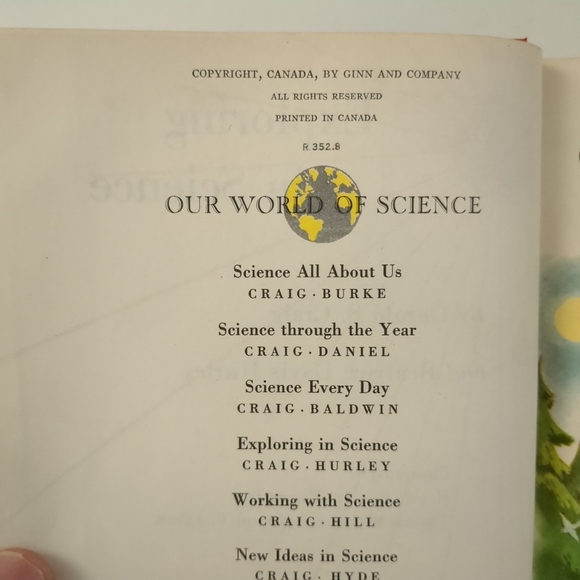 COPYRIGHT, CANADA, BY GINN AND COMPANY
ALL RIGHTS RESERVED
PRINTED IN CANADA
R 352.8
OUR WORLD OF SCIENCE
Science All About Us
CRAIG · BURKE
Science through the Year
CRAIG · DANIEL
Science Every Day
CRAIG · BALDWIN
Exploring in Science
CRAIG · HURLEY
Working with Science
CRAIG · HILL
New Ideas in Science
CRAIG · HYDE